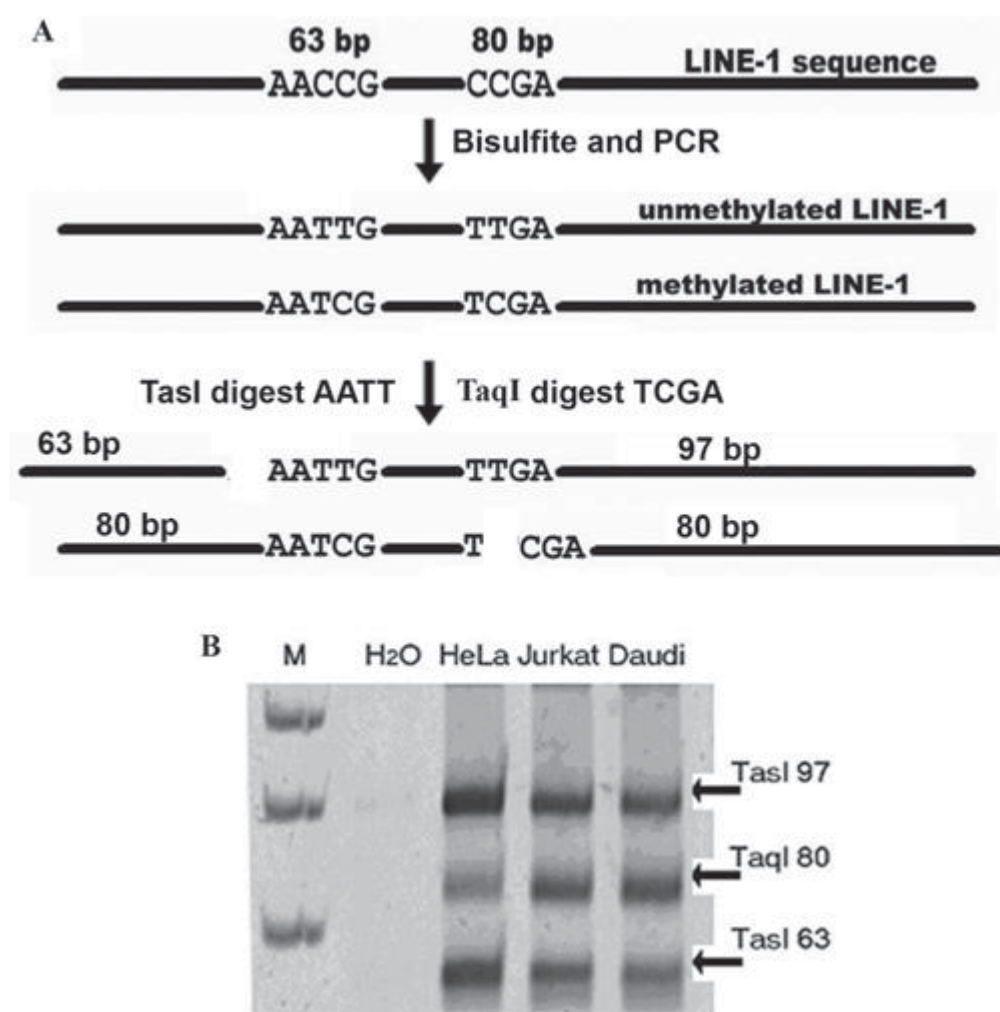 A
63 bp 80 bp
AACCG CCGA LINE-1 sequence
Bisulfite and PCR
AATTG TTGA unmethylated LINE-1
AATCG TCGA methylated LINE-1
TasI digest AATT TaqI digest TCGA
63 bp AATTG TTGA 97 bp
80 bp AATCG T CGA 80 bp
B M H2O HeLa Jurkat Daudi
TasI 97
TaqI 80
TasI 63